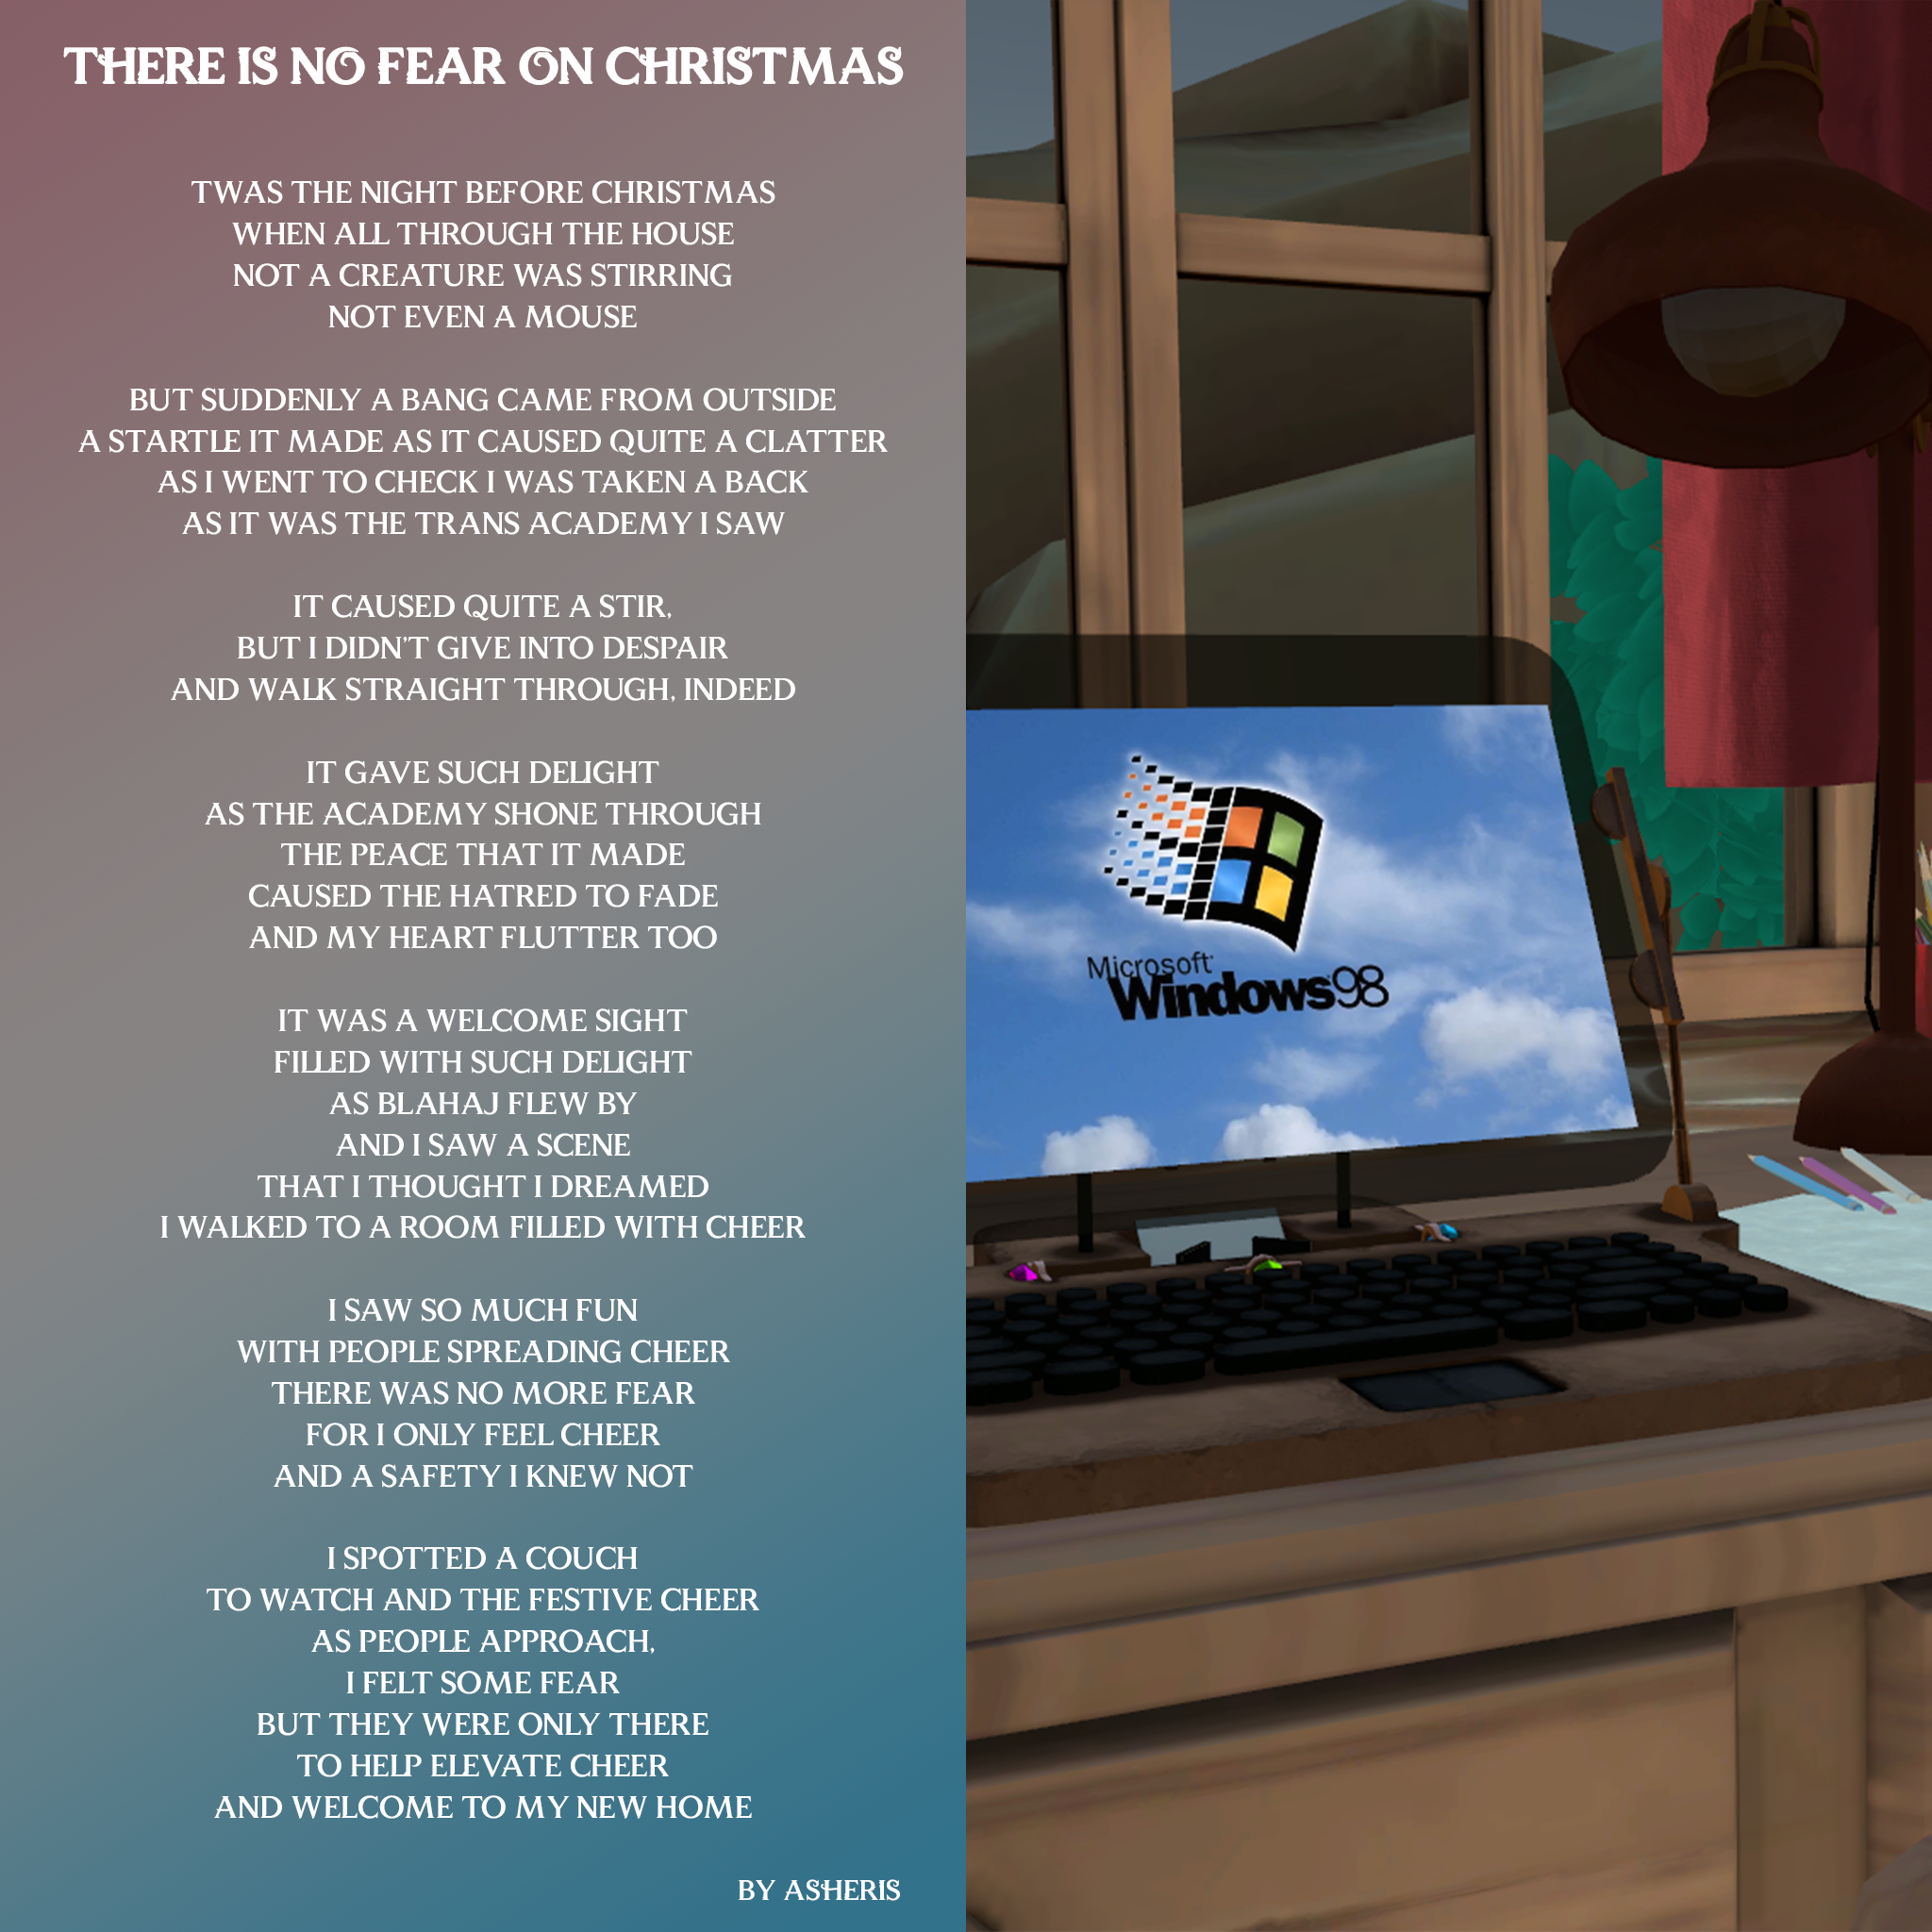 THERE IS NO FEAR ON CHRISTMAS
TWAS THE NIGHT BEFORE CHRISTMAS
WHEN ALL THROUGH THE HOUSE
NOT A CREATURE WAS STIRRING
NOT EVEN A MOUSE
BUT SUDDENLY A BANG CAME FROM OUTSIDE
A STARTLE IT MADE AS IT CAUSED QUITE A CLATTER
AS I WENT TO CHECK I WAS TAKEN A BACK
AS IT WAS THE TRANS ACADEMY I SAW
IT CAUSED QUITE A STIR,
BUT I DIDN'T GIVE INTO DESPAIR
AND WALK STRAIGHT THROUGH, INDEED
IT GAVE SUCH DELIGHT
AS THE ACADEMY SHONE THROUGH
THE PEACE THAT IT MADE
CAUSED THE HATRED TO FADE
AND MY HEART FLUTTER TOO
IT WAS A WELCOME SIGHT
FILLED WITH SUCH DELIGHT
AS BLAHAJ FLEW BY
AND I SAW A SCENE
THAT I THOUGHT I DREAMED
I WALKED TO A ROOM FILLED WITH CHEER
I SAW SO MUCH FUN
WITH PEOPLE SPREADING CHEER
THERE WAS NO MORE FEAR
FOR I ONLY FEEL CHEER
AND A SAFETY I KNEW NOT
I SPOTTED A COUCH
TO WATCH AND THE FESTIVE CHEER
AS PEOPLE APPROACH,
I FELT SOME FEAR
BUT THEY WERE ONLY THERE
TO HELP ELEVATE CHEER
AND WELCOME TO MY NEW HOME
BY ASHERIS
Microsoft
Windows98